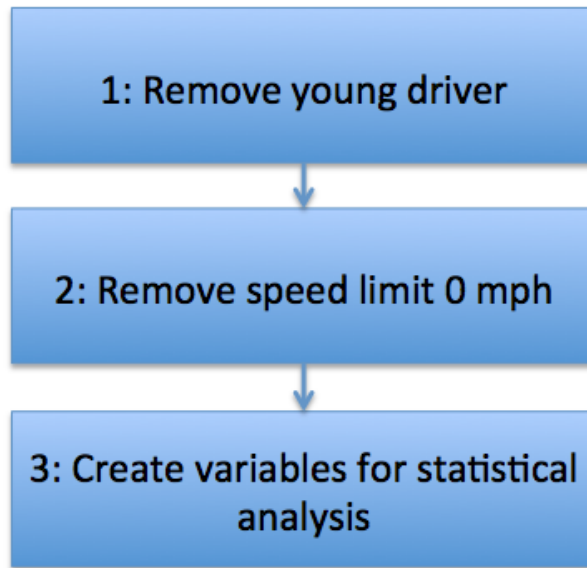 1: Remove young driver
2: Remove speed limit 0 mph
3: Create variables for statistical
analysis